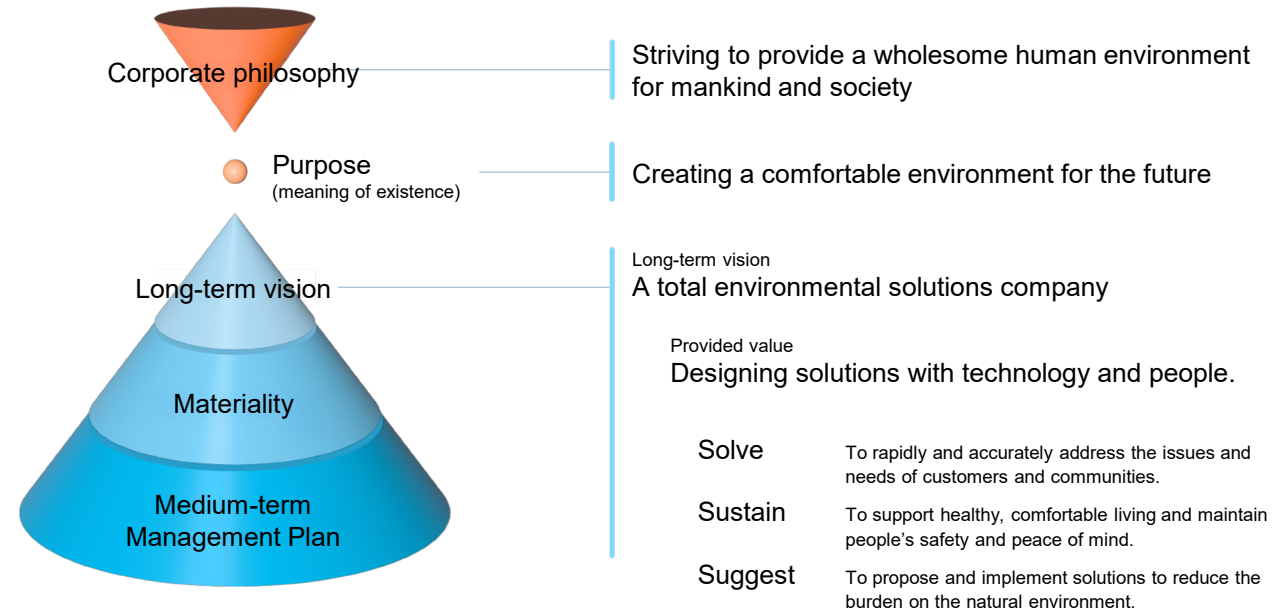 Corporate philosophy
Striving to provide a wholesome human environment
for mankind and society
Purpose
(meaning of existence)
Creating a comfortable environment for the future
Long-term vision
Long-term vision
A total environmental solutions company
Provided value
Designing solutions with technology and people.
Materiality
Medium-term
Management Plan
Solve
To rapidly and accurately address the issues and
needs of customers and communities.
Sustain
To support healthy, comfortable living and maintain
people's safety and peace of mind.
Suggest
To propose and implement solutions to reduce the
burden on the natural environment.